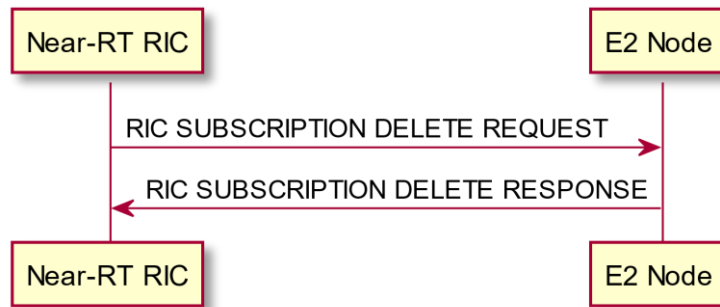 Near-RT RIC
E2 Node
RIC SUBSCRIPTION DELETE REQUEST
RIC SUBSCRIPTION DELETE RESPONSE
Near-RT RIC
E2 Node